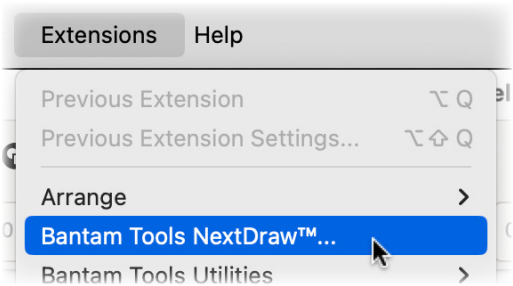 Extensions Help
Previous Extension ⌥ Q
Previous Extension Settings... ⌥⇧ Q
Arrange
Bantam Tools NextDraw™...
Bantam Tools Utilities